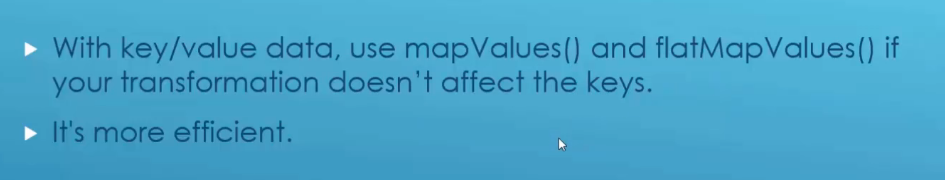 With key/value data, use mapValues() and flatMapValues() if
your transformation doesn't affect the keys.
It's more efficient.